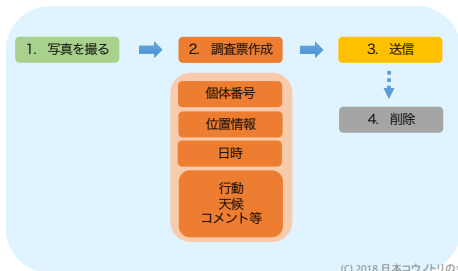 1. 写真を撮る
2. 調査票作成
3. 送信
個体番号
位置情報
日時
行動
天候
コメント等
4. 削除
(C) 2018 日本コウノトリの